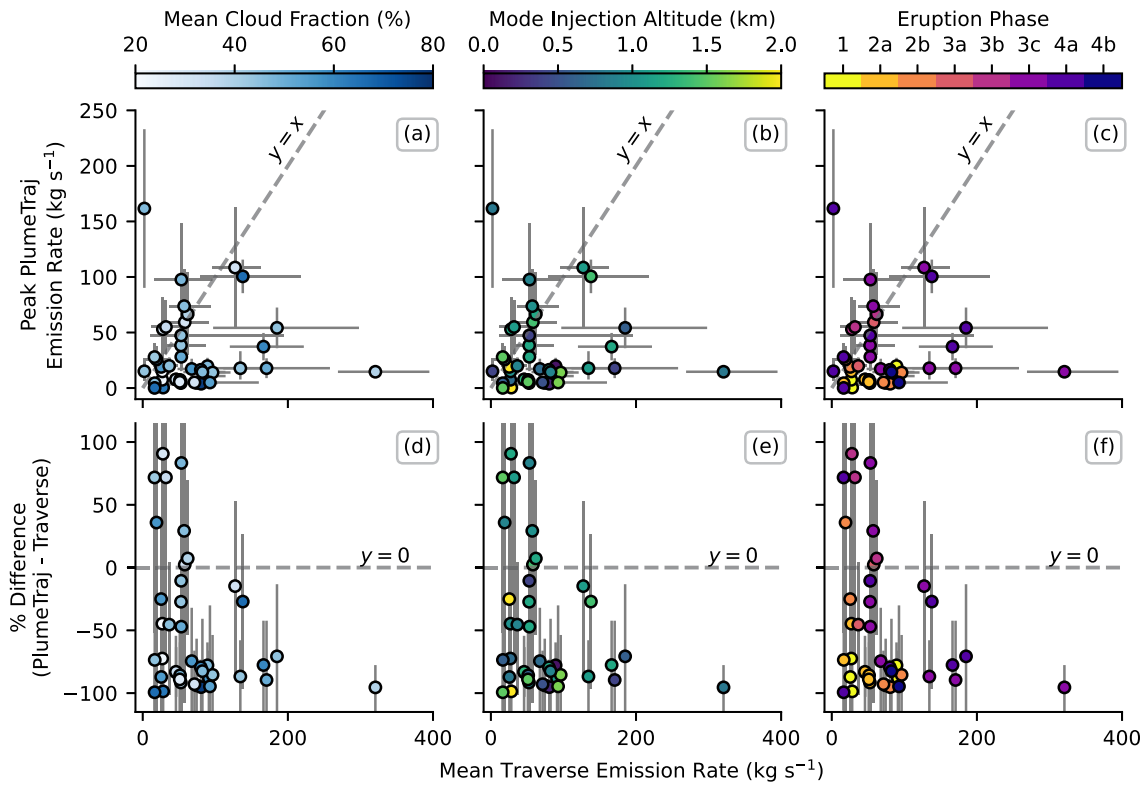 Mean Cloud Fraction (%)
20 40 60 80
Mode Injection Altitude (km)
0.0 0.5 1.0 1.5 2.0
Eruption Phase
1 2a 2b 3a 3b 3c 4a 4b
Peak PlumeTraj
Emission Rate (kg s⁻¹)
250
200
150
100
50
0
y = x
(a)
y = x
(b)
y = x
(c)
% Difference
(PlumeTraj - Traverse)
100
50
0
−50
−100
y = 0
(d)
y = 0
(e)
y = 0
(f)
0 200 400
0 200 400
0 200 400
Mean Traverse Emission Rate (kg s⁻¹)